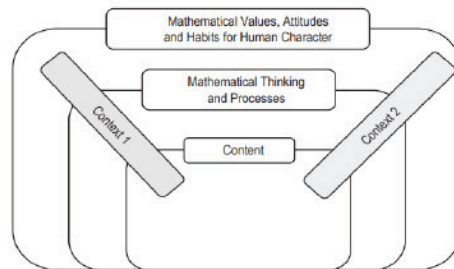 Mathematical Values, Attitudes
and Habits for Human Character
Mathematical Thinking
and Processes
Context 1
Content
Context 2